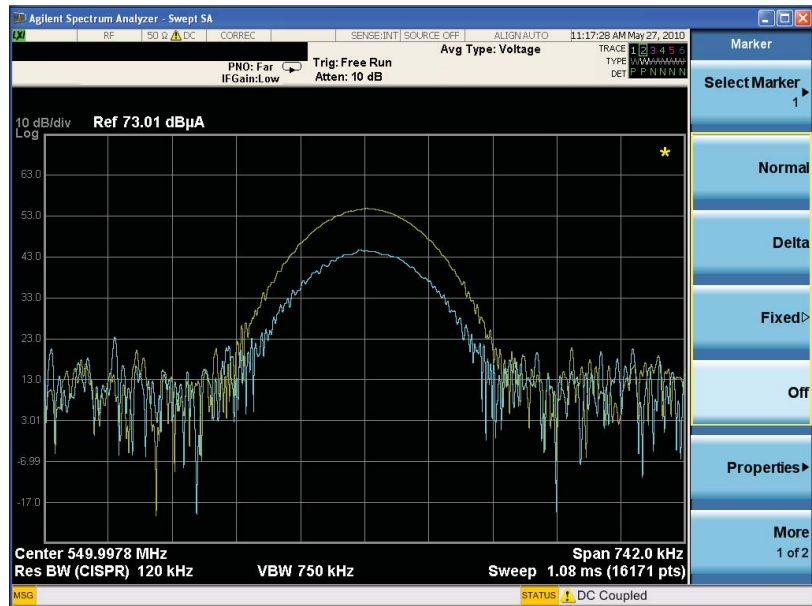 Agilent Spectrum Analyzer - Swept SA
LXI RF 50 Ω DC CORREC SENSE:INT SOURCE OFF ALIGN AUTO 11:17:28 AM May 27, 2010
Avg Type: Voltage
TRACE 1 2 3 4 5 6
TYPE
DET P P N N N N
PNO: Far
IFGain:Low
Trig: Free Run
Atten: 10 dB
10 dB/div Ref 73.01 dBµA
Log
63.0
53.0
43.0
33.0
23.0
13.0
3.01
-6.99
-17.0
*
Center 549.9978 MHz
Span 742.0 kHz
Res BW (CISPR) 120 kHz VBW 750 kHz Sweep 1.08 ms (16171 pts)
MSG STATUS DC Coupled
Marker
Select Marker
1
Normal
Delta
Fixed
Off
Properties
More
1 of 2